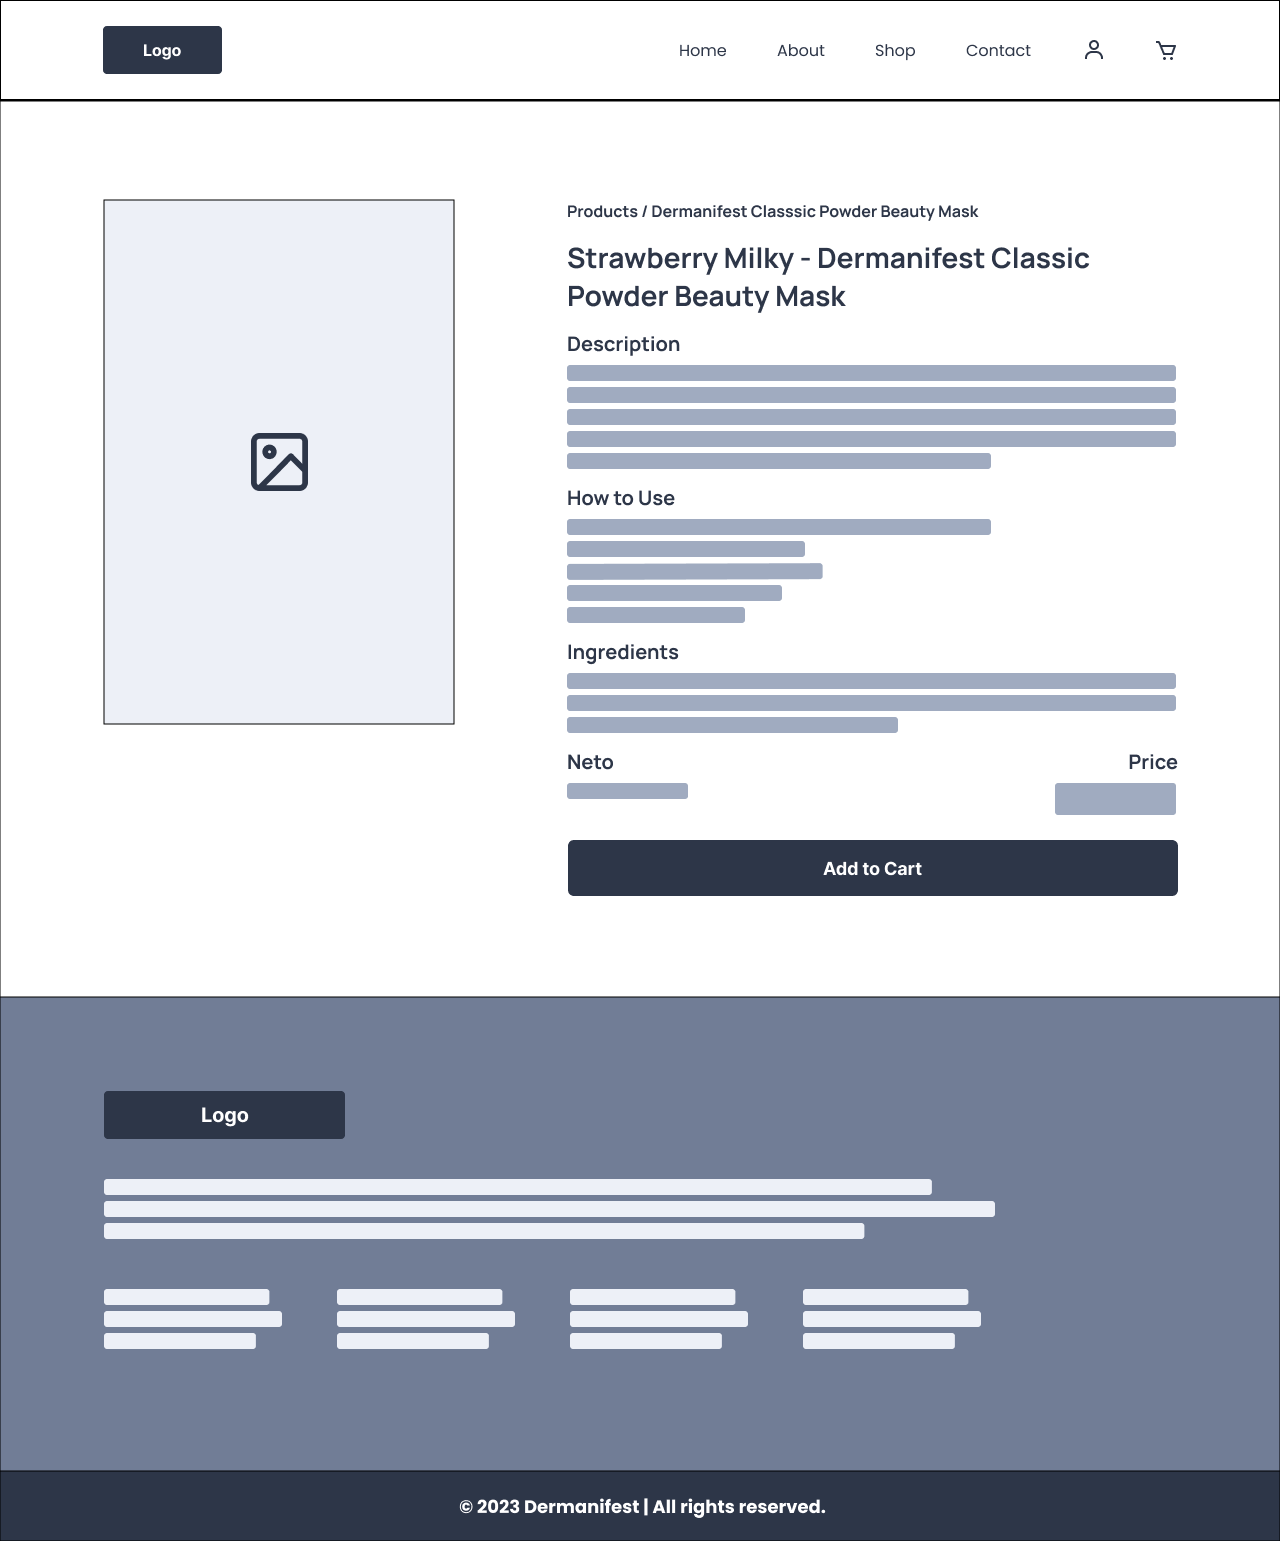 Logo
Home About Shop Contact
Products / Dermanifest Classsic Powder Beauty Mask
Strawberry Milky - Dermanifest Classic
Powder Beauty Mask
Description
How to Use
Ingredients
Neto Price
Add to Cart
Logo
© 2023 Dermanifest | All rights reserved.